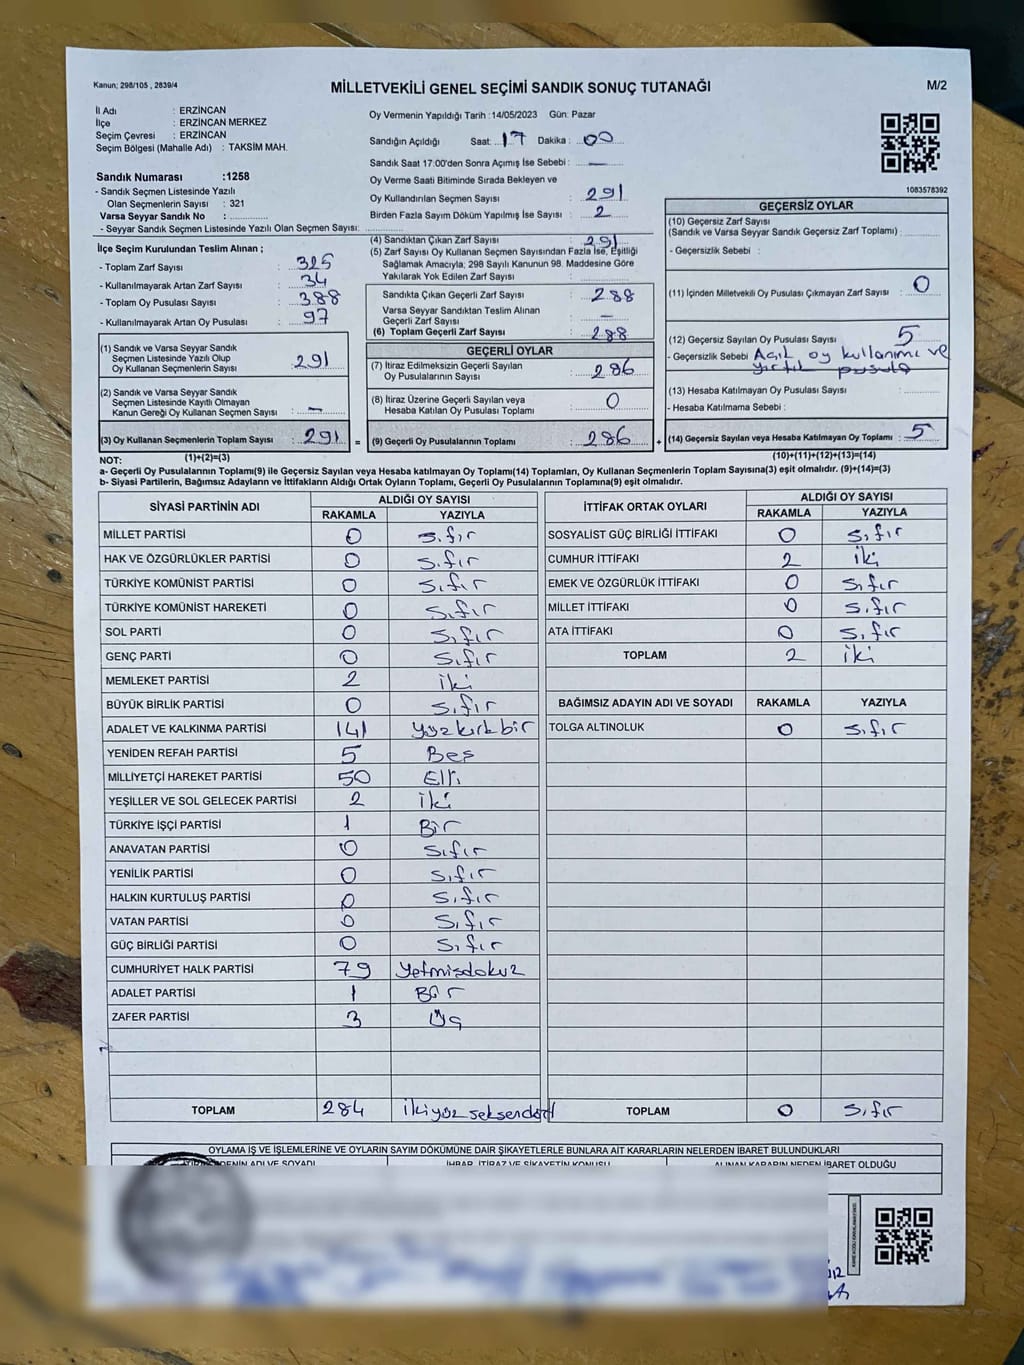 Kanun; 298/105 , 2839/4
MİLLETVEKİLİ GENEL SEÇİMİ SANDIK SONUÇ TUTANAĞI
M/2
İl Adı : ERZİNCAN
İlçe : ERZİNCAN MERKEZ
Seçim Çevresi : ERZİNCAN
Seçim Bölgesi (Mahalle Adı) : TAKSİM MAH.
Sandık Numarası :1258
- Sandık Seçmen Listesinde Yazılı
Olan Seçmenlerin Sayısı : 321
Varsa Seyyar Sandık No :
- Seyyar Sandık Listesinde Yazılı Olan Seçmen Sayısı:
Oy Vermenin Yapıldığı Tarih :14/05/2023 Gün: Pazar
Sandığın Açıldığı Saat: 17 Dakika : 00
Sandık Saat 17:00'den Sonra Açımış İse Sebebi : —
Oy Verme Saati Bitiminde Sırada Bekleyen ve
Oy Kullandırılan Seçmen Sayısı : 291
Birden Fazla Sayım Döküm Yapılmış İse Sayısı : 2
1083578392
İlçe Seçim Kurulundan Teslim Alınan ;
- Toplam Zarf Sayısı : 325
- Kullanılmayarak Artan Zarf Sayısı : 34
- Toplam Oy Pusulası Sayısı : 388
- Kullanılmayarak Artan Oy Pusulası : 97
(1) Sandık ve Varsa Seyyar Sandık
Seçmen Listesinde Yazılı Olup
Oy Kullanan Seçmenlerin Sayısı : 291
(2) Sandık ve Varsa Seyyar Sandık
Seçmen Listesinde Kayıtlı Olmayan
Kanun Gereği Oy Kullanan Seçmen Sayısı : —
(3) Oy Kullanan Seçmenlerin Toplam Sayısı : 291 =
(1)+(2)=(3)
(4) Sandıktan Çıkan Zarf Sayısı : 291
(5) Zarf Sayısı Oy Kullanan Seçmen Sayısından Fazla İse, Eşitliği
Sağlamak Amacıyla; 298 Sayılı Kanunun 98. Maddesine Göre
Yakılarak Yok Edilen Zarf Sayısı :
Sandıkta Çıkan Geçerli Zarf Sayısı : 288
Varsa Seyyar Sandıktan Teslim Alınan
Geçerli Zarf Sayısı : —
(6) Toplam Geçerli Zarf Sayısı : 288
GEÇERLİ OYLAR
(7) İtiraz Edilmeksizin Geçerli Sayılan
Oy Pusulalarının Sayısı : 286
(8) İtiraz Üzerine Geçerli Sayılan veya
Hesaba Katılan Oy Pusulası Toplamı : 0
(9) Geçerli Oy Pusulalarının Toplamı : 286 +
GEÇERSİZ OYLAR
(10) Geçersiz Zarf Sayısı
(Sandık ve Varsa Seyyar Sandık Geçersiz Zarf Toplamı) :
- Geçersizlik Sebebi :
(11) İçinden Milletvekili Oy Pusulası Çıkmayan Zarf Sayısı : 0
(12) Geçersiz Sayılan Oy Pusulası Sayısı : 5
- Geçersizlik Sebebi Açık oy kullanımı ve
yırtık pusula
(13) Hesaba Katılmayan Oy Pusulası Sayısı :
- Hesaba Katılmama Sebebi :
(14) Geçersiz Sayılan veya Hesaba Katılmayan Oy Toplamı : 5
(10)+(11)+(12)+(13)=(14)
NOT:
a- Geçerli Oy Pusulalarının Toplamı(9) ile Geçersiz Sayılan veya Hesaba katılmayan Oy Toplamı(14) Toplamları, Oy Kullanan Seçmenlerin Toplam Sayısına(3) eşit olmalıdır. (9)+(14)=(3)
b- Siyasi Partilerin, Bağımsız Adayların ve İttifakların Aldığı Ortak Oyların Toplamı, Geçerli Oy Pusulalarının Toplamına(9) eşit olmalıdır.
SİYASİ PARTİNİN ADI ALDIĞI OY SAYISI
RAKAMLA YAZIYLA
MİLLET PARTİSİ 0 sıfır
HAK VE ÖZGÜRLÜKLER PARTİSİ 0 sıfır
TÜRKİYE KOMÜNİST PARTİSİ 0 sıfır
TÜRKİYE KOMÜNİST HAREKETİ 0 sıfır
SOL PARTİ 0 sıfır
GENÇ PARTİ 0 sıfır
MEMLEKET PARTİSİ 2 iki
BÜYÜK BİRLİK PARTİSİ 0 sıfır
ADALET VE KALKINMA PARTİSİ 141 yüzkırkbir
YENİDEN REFAH PARTİSİ 5 Beş
MİLLİYETÇİ HAREKET PARTİSİ 50 Elli
YEŞİLLER VE SOL GELECEK PARTİSİ 2 iki
TÜRKİYE İŞÇİ PARTİSİ 1 Bir
ANAVATAN PARTİSİ 0 sıfır
YENİLİK PARTİSİ 0 sıfır
HALKIN KURTULUŞ PARTİSİ 0 sıfır
VATAN PARTİSİ 0 sıfır
GÜÇ BİRLİĞİ PARTİSİ 0 sıfır
CUMHURİYET HALK PARTİSİ 79 yetmişdokuz
ADALET PARTİSİ 1 Bir
ZAFER PARTİSİ 3 Üç
TOPLAM 284 ikiyüzseksendört
İTTİFAK ORTAK OYLARI ALDIĞI OY SAYISI
RAKAMLA YAZIYLA
SOSYALİST GÜÇ BİRLİĞİ İTTİFAKI 0 sıfır
CUMHUR İTTİFAKI 2 iki
EMEK VE ÖZGÜRLÜK İTTİFAKI 0 sıfır
MİLLET İTTİFAKI 0 sıfır
ATA İTTİFAKI 0 sıfır
TOPLAM 2 iki
BAĞIMSIZ ADAYIN ADI VE SOYADI RAKAMLA YAZIYLA
TOLGA ALTINOLUK 0 sıfır
TOPLAM 0 sıfır
OYLAMA İŞ VE İŞLEMLERİNE VE OYLARIN SAYIM DÖKÜMÜNE DAİR ŞİKAYETLERLE BUNLARA AİT KARARLARIN NELERDEN İBARET BULUNDUKLARI
ADI VE SOYADI İHBAR, İTİRAZ VE ŞİKAYETİN KONUSU ALINAN KARARIN NEDEN İBARET OLDUĞU